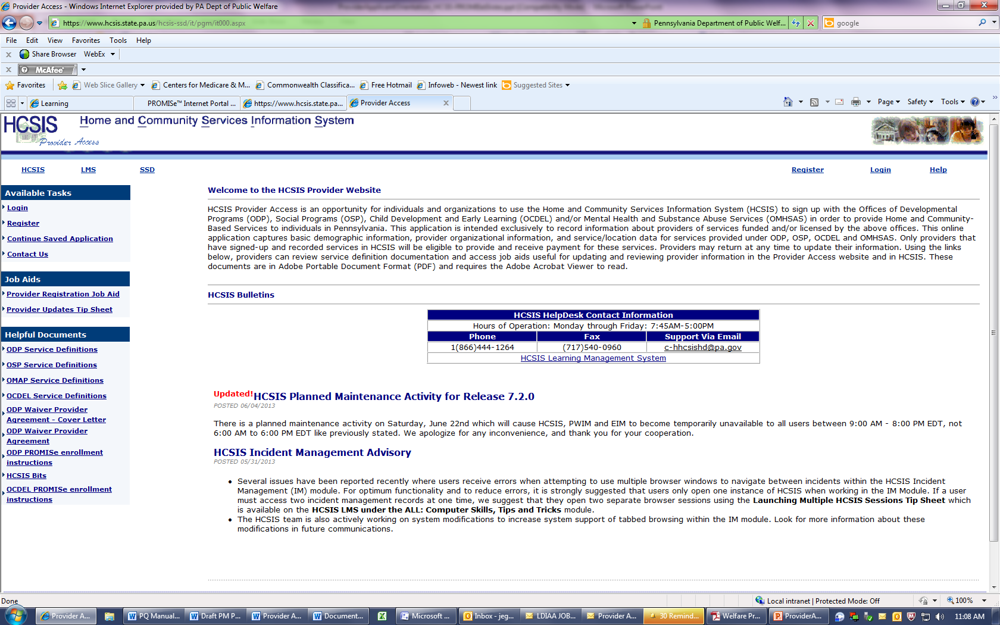 Provider Access - Windows Internet Explorer provided by PA Dept of Public Welfare
https://www.hcsis.state.pa.us/hcsis-ssd/it/pgm/it000.aspx
Pennsylvania Department of Public Welf...
google
File Edit View Favorites Tools Help
x Share Browser WebEx
x McAfee
Favorites Web Slice Gallery Centers for Medicare & M... Commonwealth Classifica... Free Hotmail Infoweb - Newest link Suggested Sites
Learning PROMISe™ Internet Portal ... https://www.hcsis.state.pa... Provider Access x Page Safety Tools
HCSIS Home and Community Services Information System
Provider Access
HCSIS LMS SSD Register Login Help
Available Tasks
Login
Register
Continue Saved Application
Contact Us
Job Aids
Provider Registration Job Aid
Provider Updates Tip Sheet
Helpful Documents
ODP Service Definitions
OSP Service Definitions
OMAP Service Definitions
OCDEL Service Definitions
ODP Waiver Provider
Agreement - Cover Letter
ODP Waiver Provider
Agreement
ODP PROMISe enrollment
instructions
HCSIS Bits
OCDEL PROMISe enrollment
instructions
Welcome to the HCSIS Provider Website
HCSIS Provider Access is an opportunity for individuals and organizations to use the Home and Community Services Information System (HCSIS) to sign up with the Offices of Developmental
Programs (ODP), Social Programs (OSP), Child Development and Early Learning (OCDEL) and/or Mental Health and Substance Abuse Services (OMHSAS) in order to provide Home and Community-
Based Services to individuals in Pennsylvania. This application is intended exclusively to record information about providers of services funded and/or licensed by the above offices. This online
application captures basic demographic information, provider organizational information, and service/location data for services provided under ODP, OSP, OCDEL and OMHSAS. Only providers that
have signed-up and recorded services in HCSIS will be eligible to provide and receive payment for these services. Providers may return at any time to update their information. Using the links
below, providers can review service definition documentation and access job aids useful for updating and reviewing provider information in the Provider Access website and in HCSIS. These
documents are in Adobe Portable Document Format (PDF) and requires the Adobe Acrobat Viewer to read.
HCSIS Bulletins
HCSIS HelpDesk Contact Information
Hours of Operation: Monday through Friday: 7:45AM-5:00PM
Phone Fax Support Via Email
1(866)444-1264 (717)540-0960 c-hhcsishd@pa.gov
HCSIS Learning Management System
Updated!HCSIS Planned Maintenance Activity for Release 7.2.0
POSTED 06/04/2013
There is a planned maintenance activity on Saturday, June 22nd which will cause HCSIS, PWIM and EIM to become temporarily unavailable to all users between 9:00 AM - 8:00 PM EDT, not
6:00 AM to 6:00 PM EDT like previously stated. We apologize for any inconvenience, and thank you for your cooperation.
HCSIS Incident Management Advisory
POSTED 05/31/2013
• Several issues have been reported recently where users receive errors when attempting to use multiple browser windows to navigate between incidents within the HCSIS Incident
Management (IM) module. For optimum functionality and to reduce errors, it is strongly suggested that users only open one instance of HCSIS when working in the IM Module. If a user
must access two incident management records at one time, we suggest that they open two separate browser sessions using the Launching Multiple HCSIS Sessions Tip Sheet which
is available on the HCSIS LMS under the ALL: Computer Skills, Tips and Tricks module.
• The HCSIS team is also actively working on system modifications to increase system support of tabbed browsing within the IM module. Look for more information about these
modifications in future communications.
Done Local intranet | Protected Mode: Off 100%
Provider A... PQ Manual... Draft PM P... Provider A... Document... Microsoft ... Inbox - jeg... LDIAA JOB... Provider A... 30 Remind... Welfare Pr... ProviderA... 11:08 AM